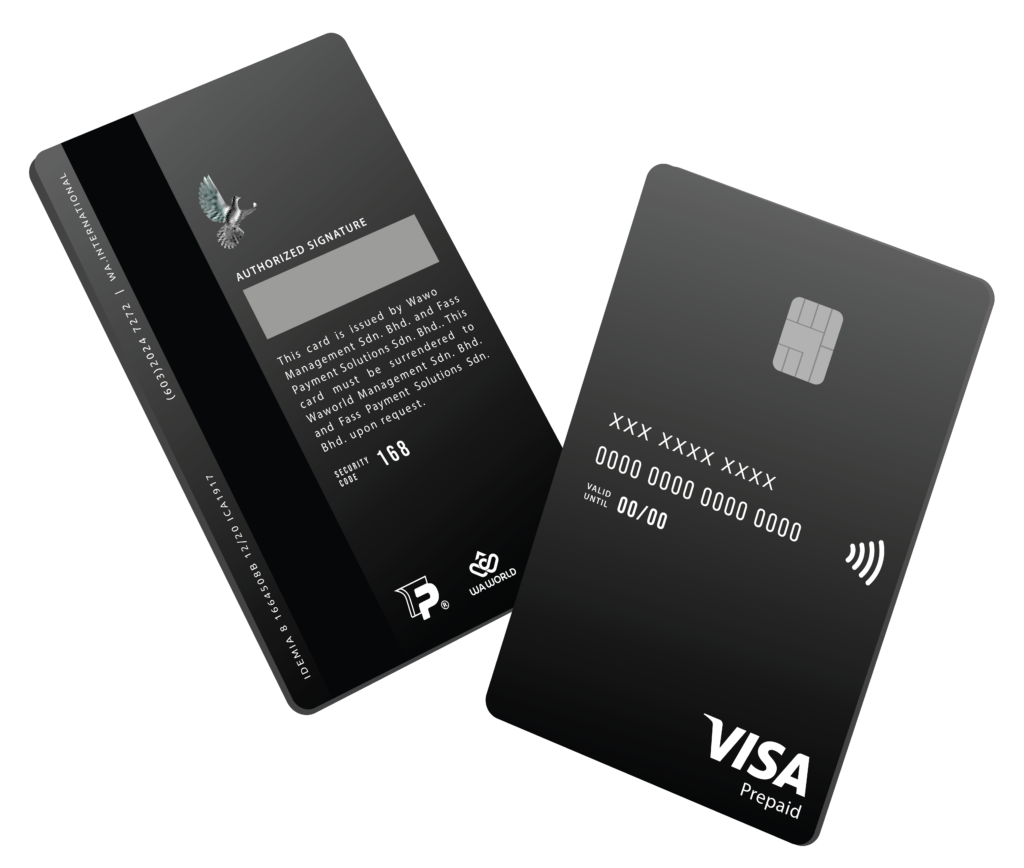 (603)2024 7272 | WA.INTERNATIONAL
IDEMIA 8 1664508B 12/20 ICA1917
AUTHORIZED SIGNATURE
This card is issued by Wawo
Management Sdn. Bhd. and Fass
Payment Solutions Sdn. Bhd.. This
card must be surrendered to
Waworld Management Sdn. Bhd.
and Fass Payment Solutions Sdn.
Bhd. upon request.
SECURITY
CODE
168
P®
WAWORLD
XXX XXXX XXXX
0000 0000 0000 0000
VALID
UNTIL
00/00
VISA
Prepaid